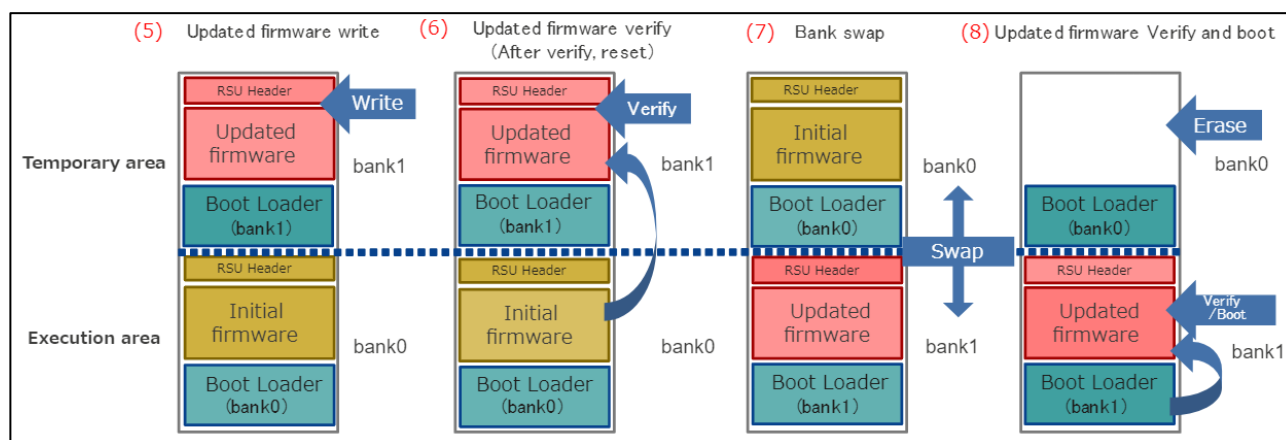 (5) Updated firmware write
(6) Updated firmware verify
(After verify, reset)
(7) Bank swap
(8) Updated firmware Verify and boot
Temporary area
Execution area
RSU Header
Write
Updated
firmware
bank1
Boot Loader
(bank1)
RSU Header
Initial
firmware
bank0
Boot Loader
(bank0)
RSU Header
Verify
Updated
firmware
bank1
Boot Loader
(bank1)
RSU Header
Initial
firmware
bank0
Boot Loader
(bank0)
RSU Header
Initial
firmware
bank0
Boot Loader
(bank0)
Swap
RSU Header
Updated
firmware
bank1
Boot Loader
(bank1)
Erase
bank0
Boot Loader
(bank0)
RSU Header
Updated
firmware
Verify
/Boot
bank1
Boot Loader
(bank1)